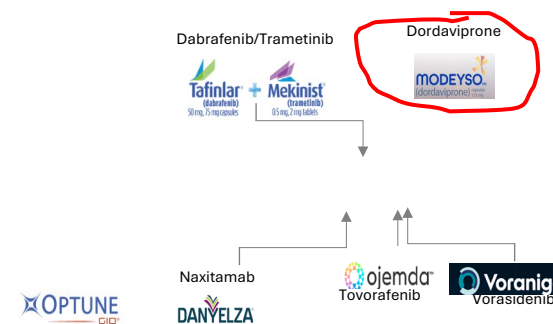 Dabrafenib/Trametinib
Dordaviprone
Tafinlar + Mekinist
(dabrafenib) (trametinib)
50 mg, 75 mg capsules 0.5 mg, 2 mg tablets
MODEYSO
(dordaviprone) capsules
Naxitamab
ojemda
Tovorafenib
Voranig
Vorasidenib
OPTUNE
GIO
DANYELZA